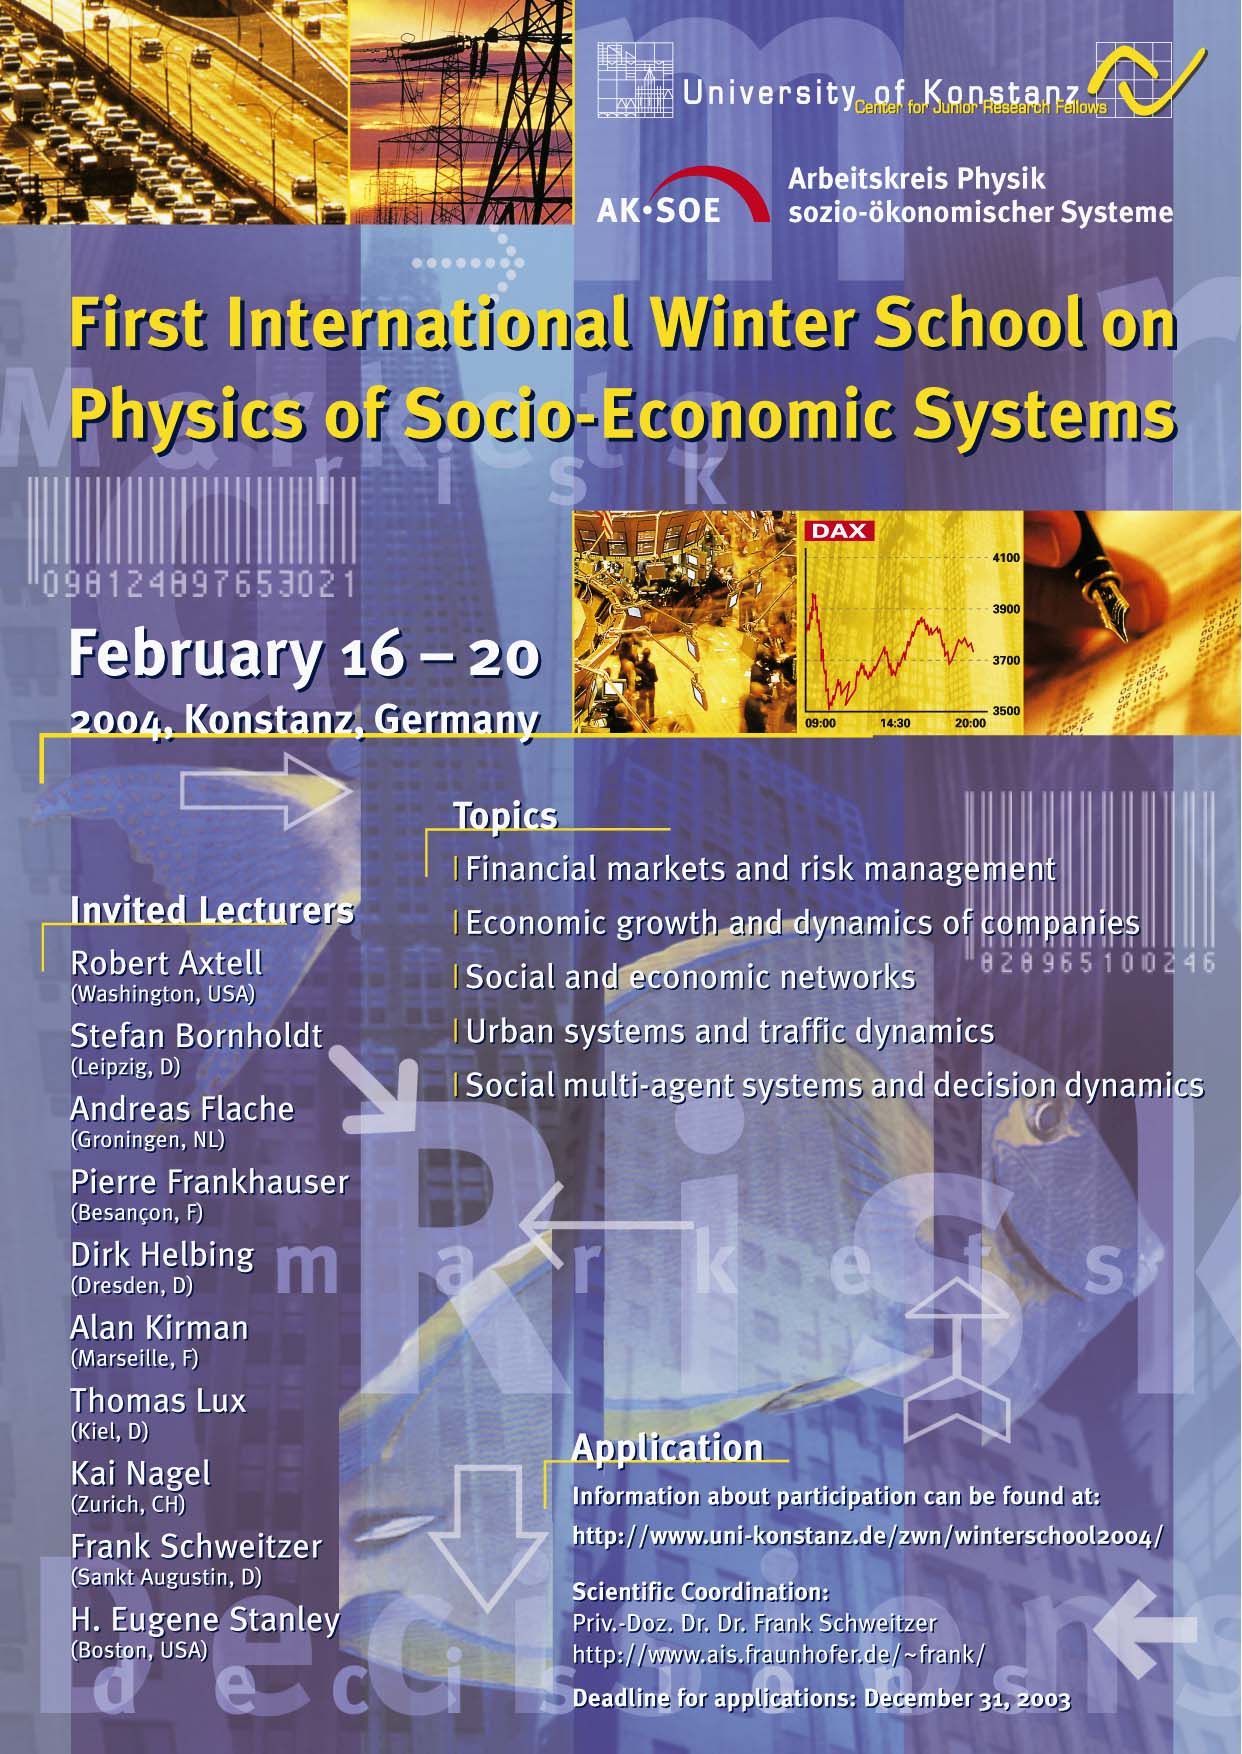 University of Konstanz
Center for Junior Research Fellows
AK•SOE
Arbeitskreis Physik
sozio-ökonomischer Systeme
First International Winter School on
Physics of Socio-Economic Systems
Markets
risk
098124897653021
February 16 – 20
2004, Konstanz, Germany
DAX
4100
3900
3700
3500
09:00 14:30 20:00
Topics
Financial markets and risk management
Economic growth and dynamics of companies
Social and economic networks
Urban systems and traffic dynamics
Social multi-agent systems and decision dynamics
828965100246
Invited Lecturers
Robert Axtell
(Washington, USA)
Stefan Bornholdt
(Leipzig, D)
Andreas Flache
(Groningen, NL)
Pierre Frankhauser
(Besançon, F)
Dirk Helbing
(Dresden, D)
Alan Kirman
(Marseille, F)
Thomas Lux
(Kiel, D)
Kai Nagel
(Zurich, CH)
Frank Schweitzer
(Sankt Augustin, D)
H. Eugene Stanley
(Boston, USA)
Risk
markets
Application
Information about participation can be found at:
http://www.uni-konstanz.de/zwn/winterschool2004/
Scientific Coordination:
Priv.-Doz. Dr. Dr. Frank Schweitzer
http://www.ais.fraunhofer.de/~frank/
Deadline for applications: December 31, 2003
Decisions
decisions